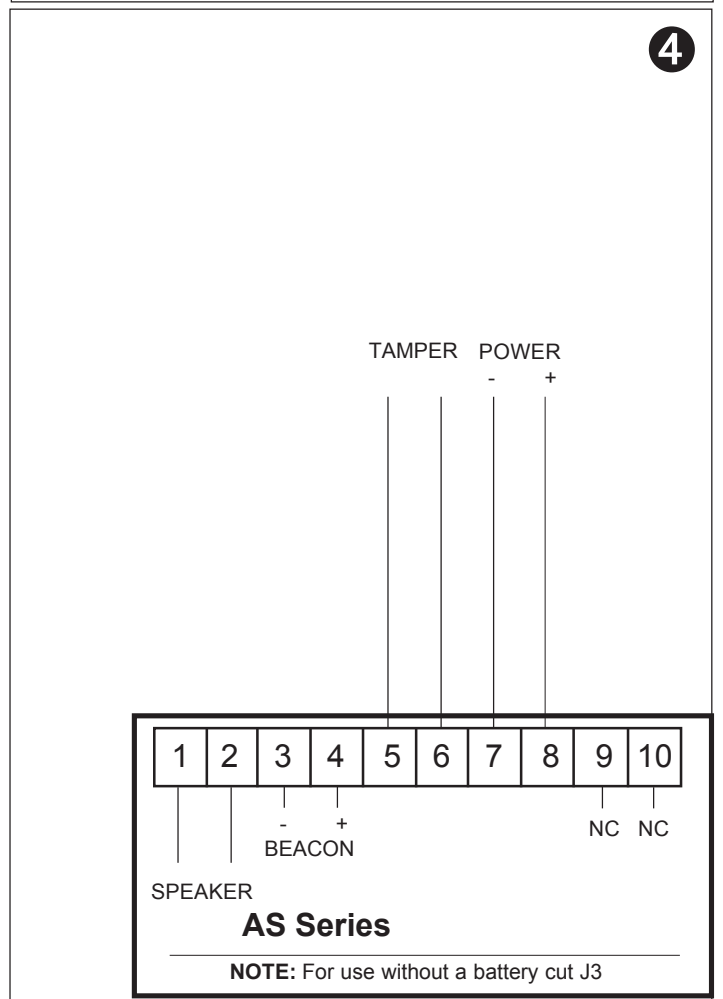 4
TAMPER POWER
- +
1 2 3 4 5 6 7 8 9 10
- +
BEACON
NC NC
SPEAKER
AS Series
NOTE: For use without a battery cut J3